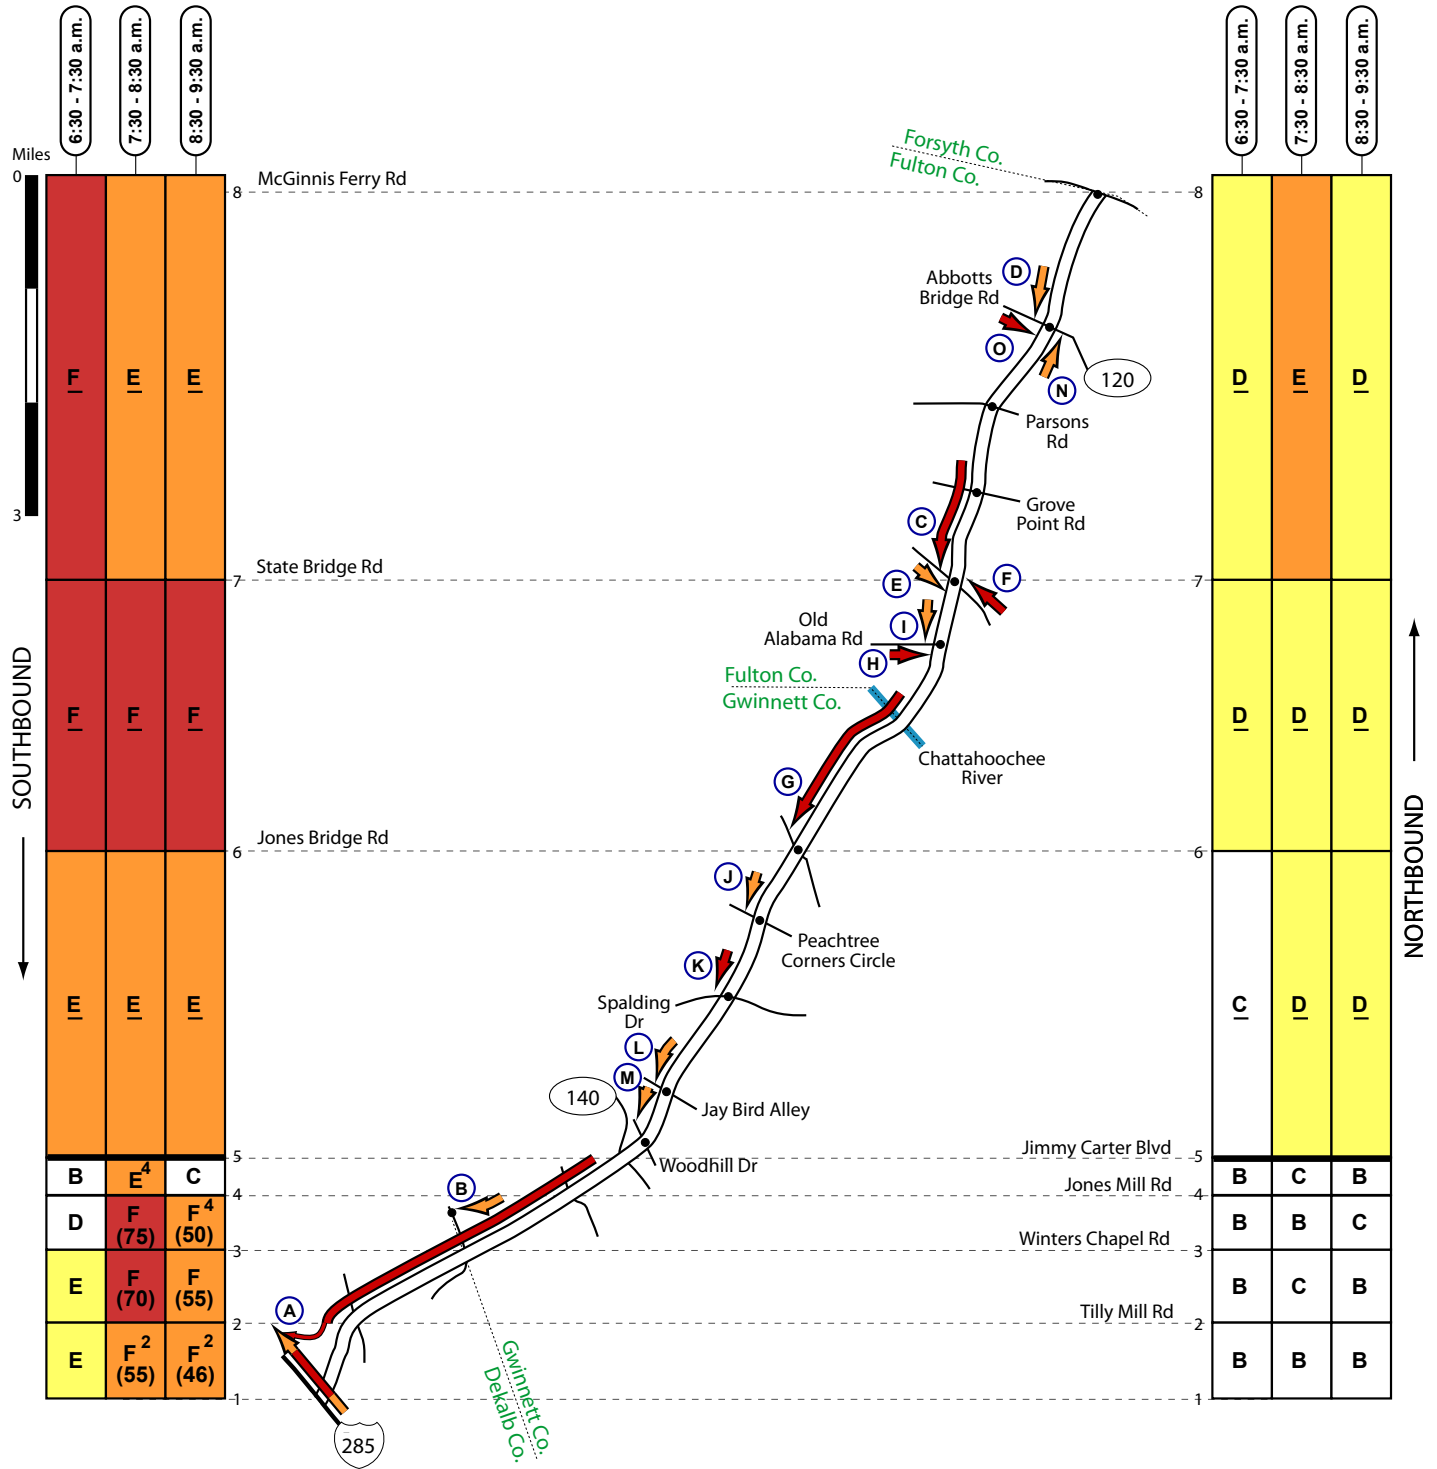 6:30 - 7:30 a.m.
7:30 - 8:30 a.m.
8:30 - 9:30 a.m.
6:30 - 7:30 a.m.
7:30 - 8:30 a.m.
8:30 - 9:30 a.m.
Miles
0
3
SOUTHBOUND
NORTHBOUND
Forsyth Co.
Fulton Co.
8
McGinnis Ferry Rd
8
F
E
E
D
E
D
D
Abbotts
Bridge Rd
O
N
120
Parsons
Rd
Grove
Point Rd
C
7
State Bridge Rd
7
E
F
I
Old
Alabama Rd
H
Fulton Co.
Gwinnett Co.
F
F
F
D
D
D
Chattahoochee
River
G
6
Jones Bridge Rd
6
J
Peachtree
Corners Circle
K
Spalding
Dr
E
E
E
C
D
D
L
M
140
Jay Bird Alley
Woodhill Dr
5
Jimmy Carter Blvd
5
B
E4
C
B
C
B
4
Jones Mill Rd
4
B
D
F
(75)
F4
(50)
B
B
C
3
Winters Chapel Rd
3
E
F
(70)
F
(55)
B
C
B
A
2
Tilly Mill Rd
2
E
F2
(55)
F2
(46)
B
B
B
1
1
Gwinnett Co.
Dekalb Co.
285